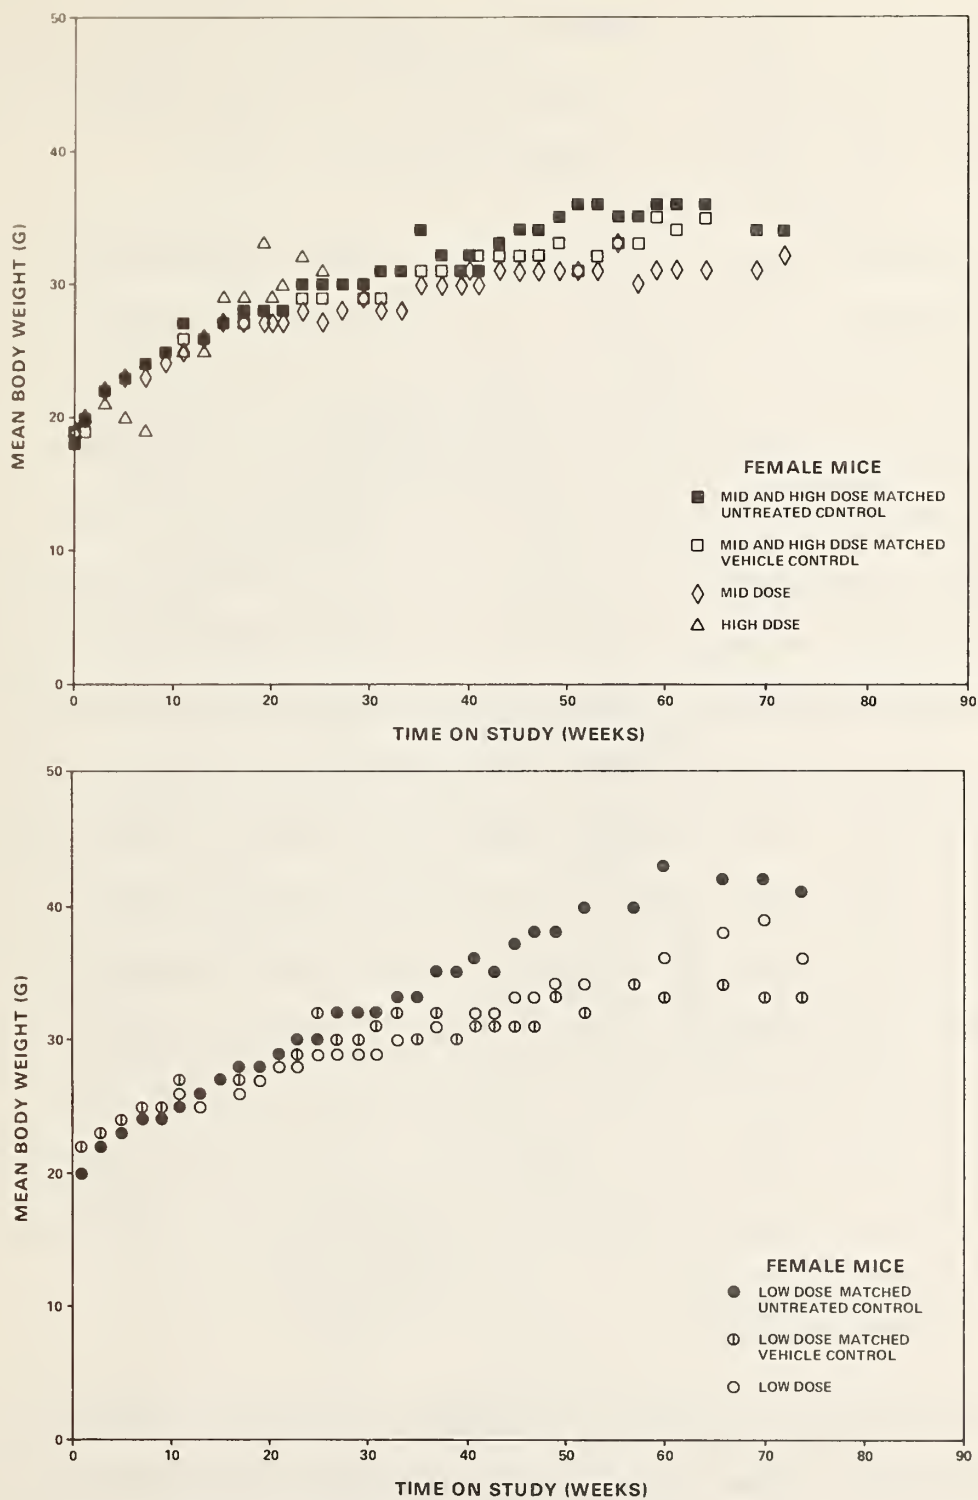 50
40
30
20
10
0
MEAN BODY WEIGHT (G)
FEMALE MICE
MID AND HIGH DOSE MATCHED
UNTREATED CDNTROL
MID AND HIGH DDSE MATCHED
VEHICLE CONTRDL
MID DOSE
HIGH DDSE
0 10 20 30 40 50 60 70 80 90
TIME ON STUDY (WEEKS)
50
40
30
20
10
0
MEAN BODY WEIGHT (G)
FEMALE MICE
LOW DOSE MATCHED
UNTREATED CONTROL
LOW DOSE MATCHED
VEHICLE CONTROL
LOW DOSE
0 10 20 30 40 50 60 70 80 90
TIME ON STUDY (WEEKS)